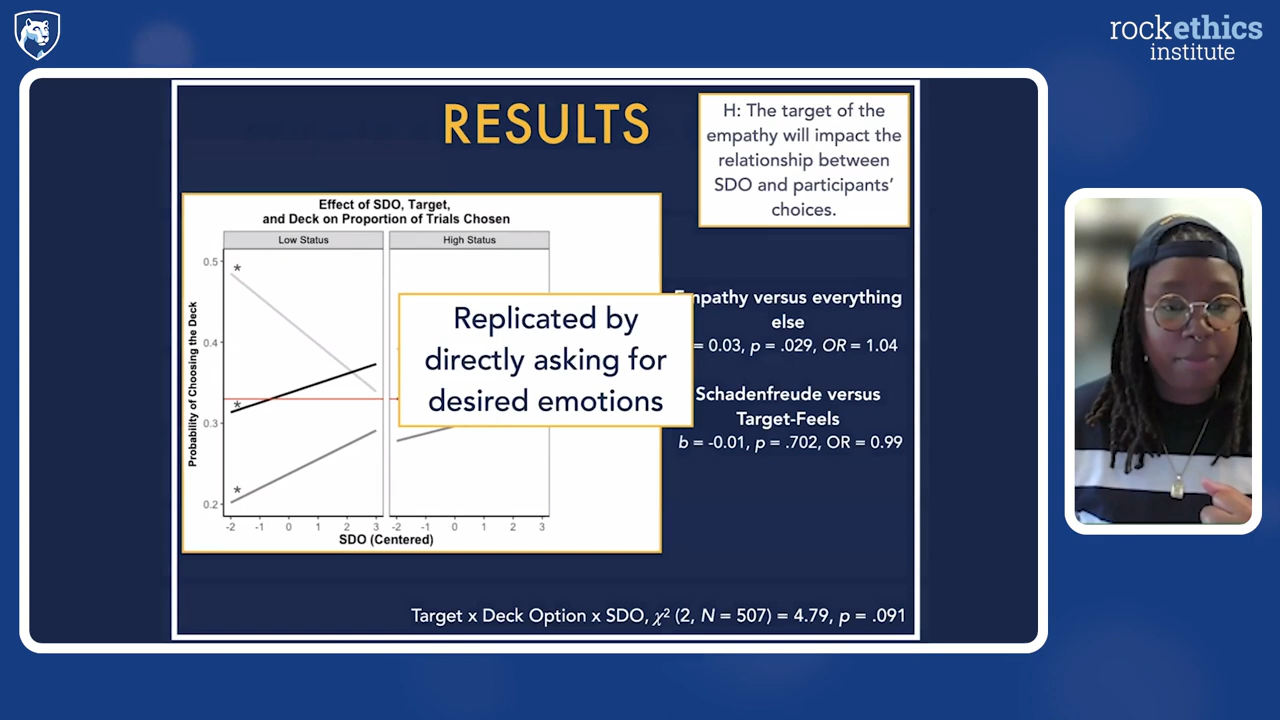 rockethics
institute
RESULTS
H: The target of the
empathy will impact the
relationship between
SDO and participants’
choices.
Effect of SDO, Target,
and Deck on Proportion of Trials Chosen
Low Status
High Status
Probability of Choosing the Deck
0.5
0.4
0.3
0.2
*
*
*
-2 -1 0 1 2 3
-2 -1 0 1 2 3
SDO (Centered)
Replicated by
directly asking for
desired emotions
versus everything
else
= 0.03, p = .029, OR = 1.04
Schadenfreude versus
Target-Feels
b = -0.01, p = .702, OR = 0.99
Target x Deck Option x SDO, χ² (2, N = 507) = 4.79, p = .091